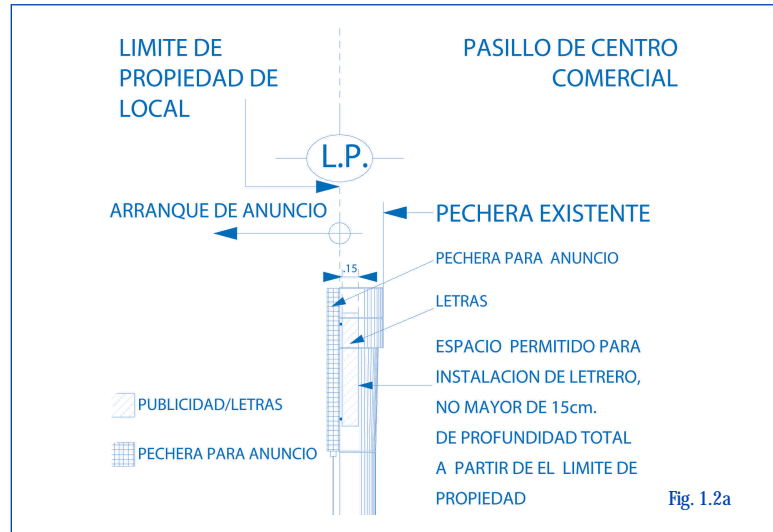 LIMITE DE
PROPIEDAD DE
LOCAL
PASILLO DE CENTRO
COMERCIAL
L.P.
ARRANQUE DE ANUNCIO
PECHERA EXISTENTE
.15
PECHERA PARA ANUNCIO
LETRAS
ESPACIO PERMITIDO PARA
INSTALACION DE LETRERO,
NO MAYOR DE 15cm.
DE PROFUNDIDAD TOTAL
A PARTIR DE EL LIMITE DE
PROPIEDAD
PUBLICIDAD/LETRAS
PECHERA PARA ANUNCIO
Fig. 1.2a